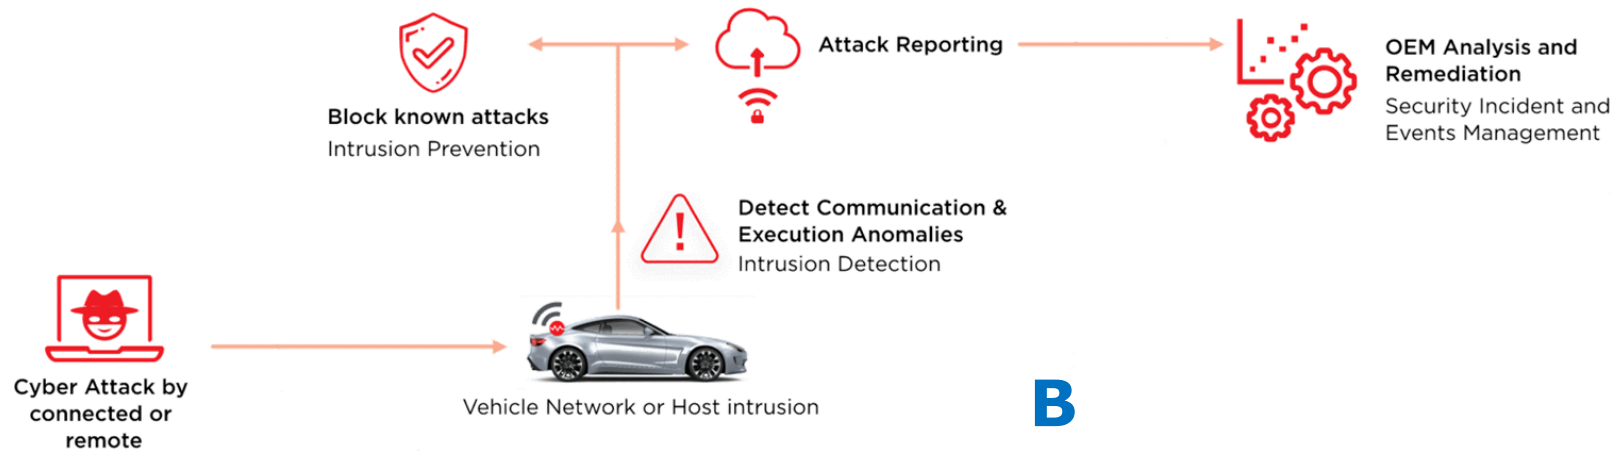 Block known attacks
Intrusion Prevention
Attack Reporting
OEM Analysis and
Remediation
Security Incident and
Events Management
Detect Communication &
Execution Anomalies
Intrusion Detection
Cyber Attack by
connected or
remote
Vehicle Network or Host intrusion
B